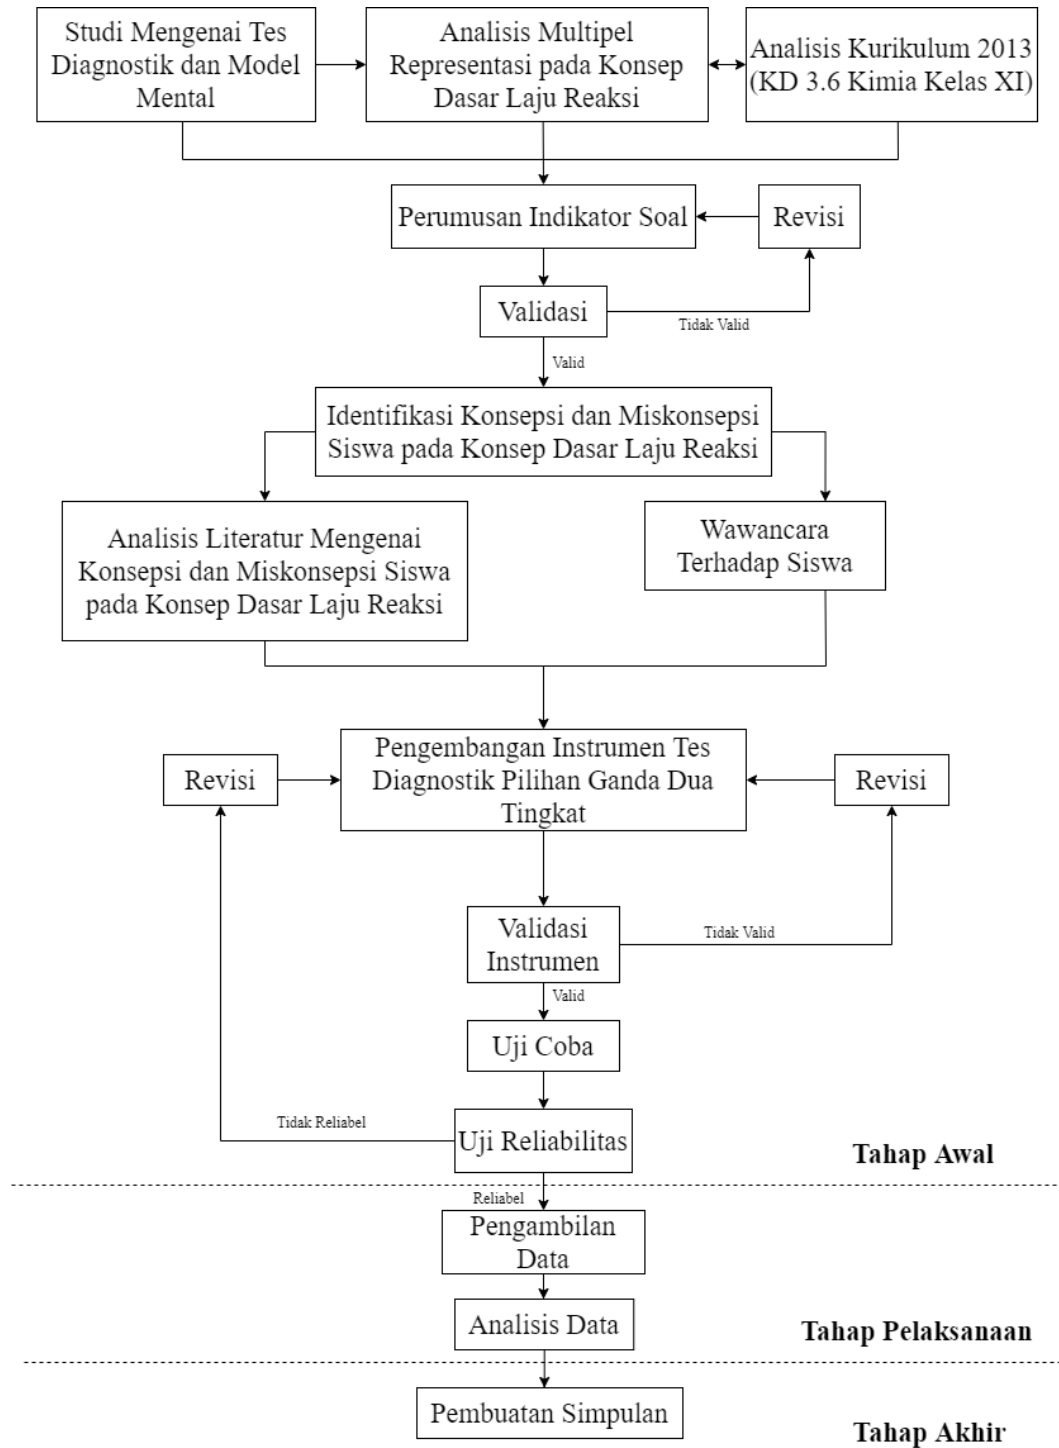 Studi Mengenai Tes
Diagnostik dan Model
Mental
Analisis Multipel
Representasi pada Konsep
Dasar Laju Reaksi
Analisis Kurikulum 2013
(KD 3.6 Kimia Kelas XI)
Perumusan Indikator Soal
Revisi
Validasi
Tidak Valid
Valid
Identifikasi Konsepsi dan Miskonsepsi
Siswa pada Konsep Dasar Laju Reaksi
Analisis Literatur Mengenai
Konsepsi dan Miskonsepsi Siswa
pada Konsep Dasar Laju Reaksi
Wawancara
Terhadap Siswa
Revisi
Pengembangan Instrumen Tes
Diagnostik Pilihan Ganda Dua
Tingkat
Revisi
Validasi
Instrumen
Tidak Valid
Valid
Uji Coba
Tidak Reliabel
Uji Reliabilitas
Tahap Awal
Reliabel
Pengambilan
Data
Analisis Data
Tahap Pelaksanaan
Pembuatan Simpulan
Tahap Akhir